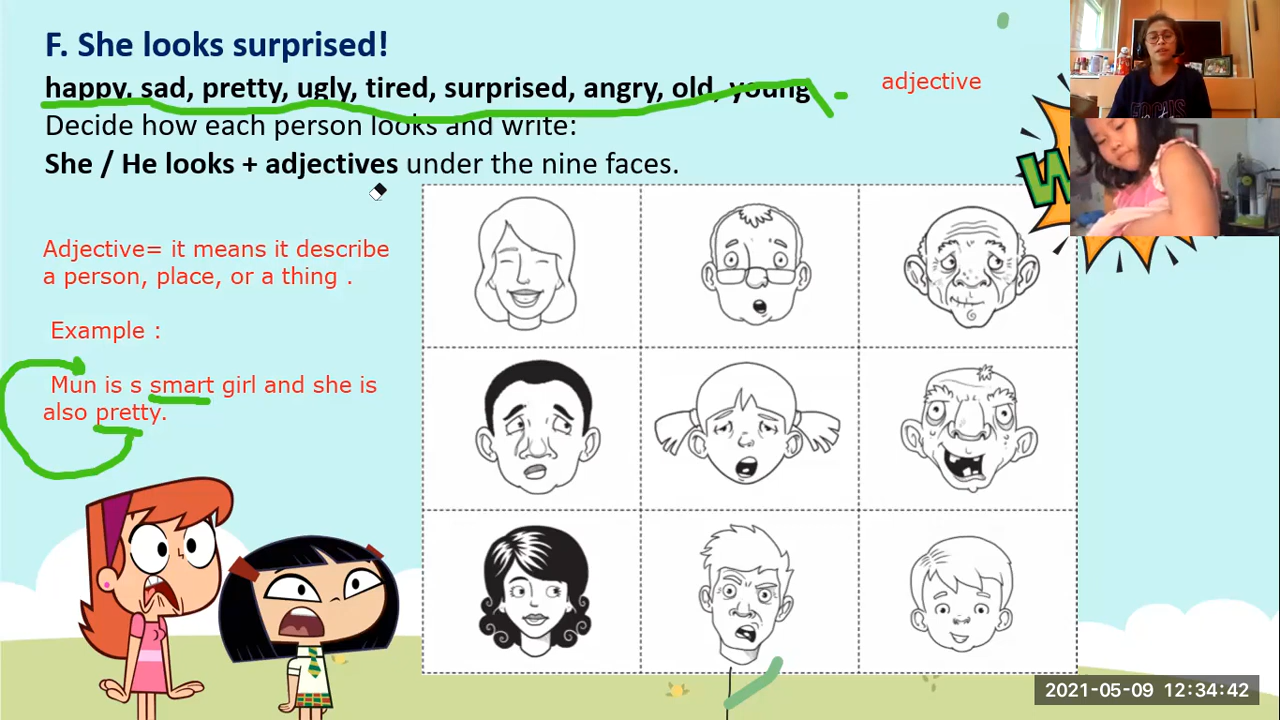 F. She looks surprised!
happy, sad, pretty, ugly, tired, surprised, angry, old, young
adjective
Decide how each person looks and write:
She / He looks + adjectives under the nine faces.
Adjective= it means it describe
a person, place, or a thing .
Example :
Mun is s smart girl and she is
also pretty.
2021-05-09 12:34:42